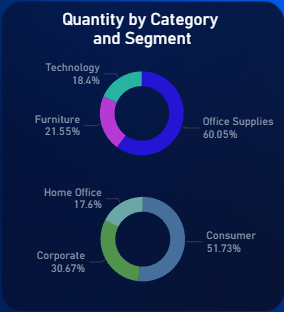 Quantity by Category
and Segment
Technology
18.4%
Furniture
21.55%
Office Supplies
60.05%
Home Office
17.6%
Consumer
51.73%
Corporate
30.67%